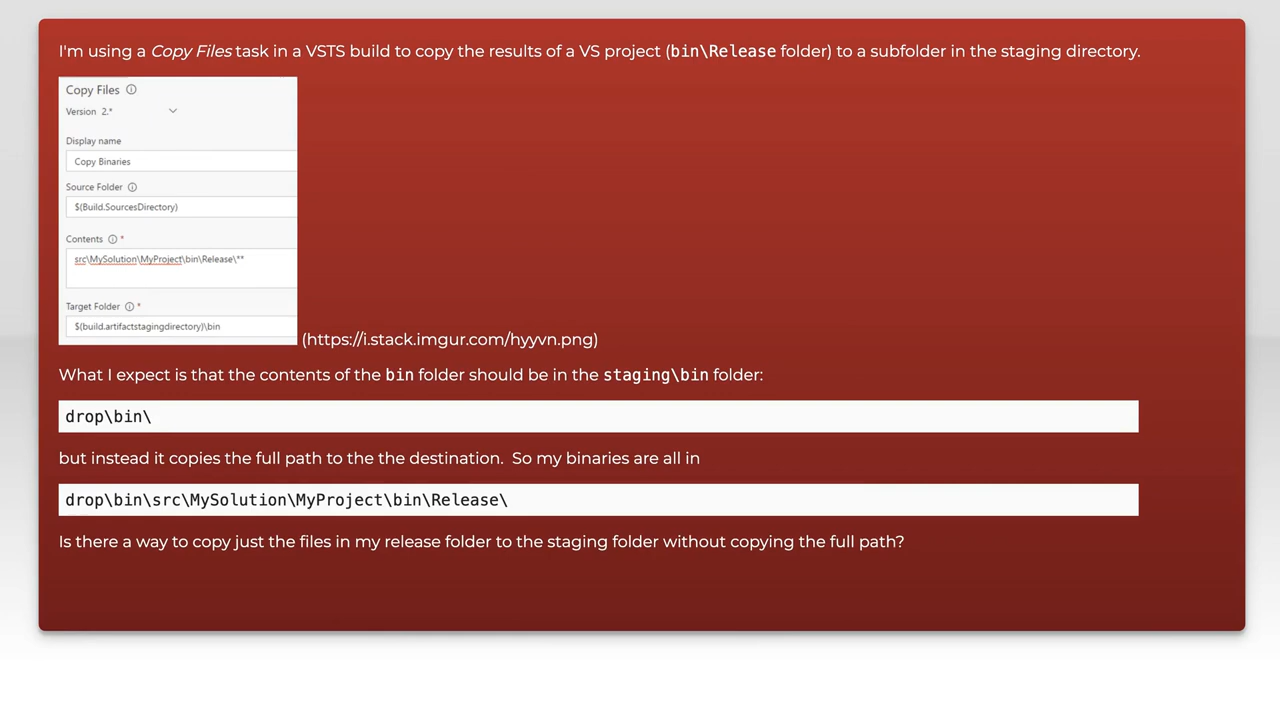 I'm using a Copy Files task in a VSTS build to copy the results of a VS project (bin\Release folder) to a subfolder in the staging directory.
Copy Files
Version 2.*
Display name
Copy Binaries
Source Folder
$(Build.SourcesDirectory)
Contents *
src\MySolution\MyProject\bin\Release\**
Target Folder *
$(build.artifactstagingdirectory)\bin
(https://i.stack.imgur.com/hyyvn.png)
What I expect is that the contents of the bin folder should be in the staging\bin folder:
drop\bin\
but instead it copies the full path to the the destination.  So my binaries are all in
drop\bin\src\MySolution\MyProject\bin\Release\
Is there a way to copy just the files in my release folder to the staging folder without copying the full path?